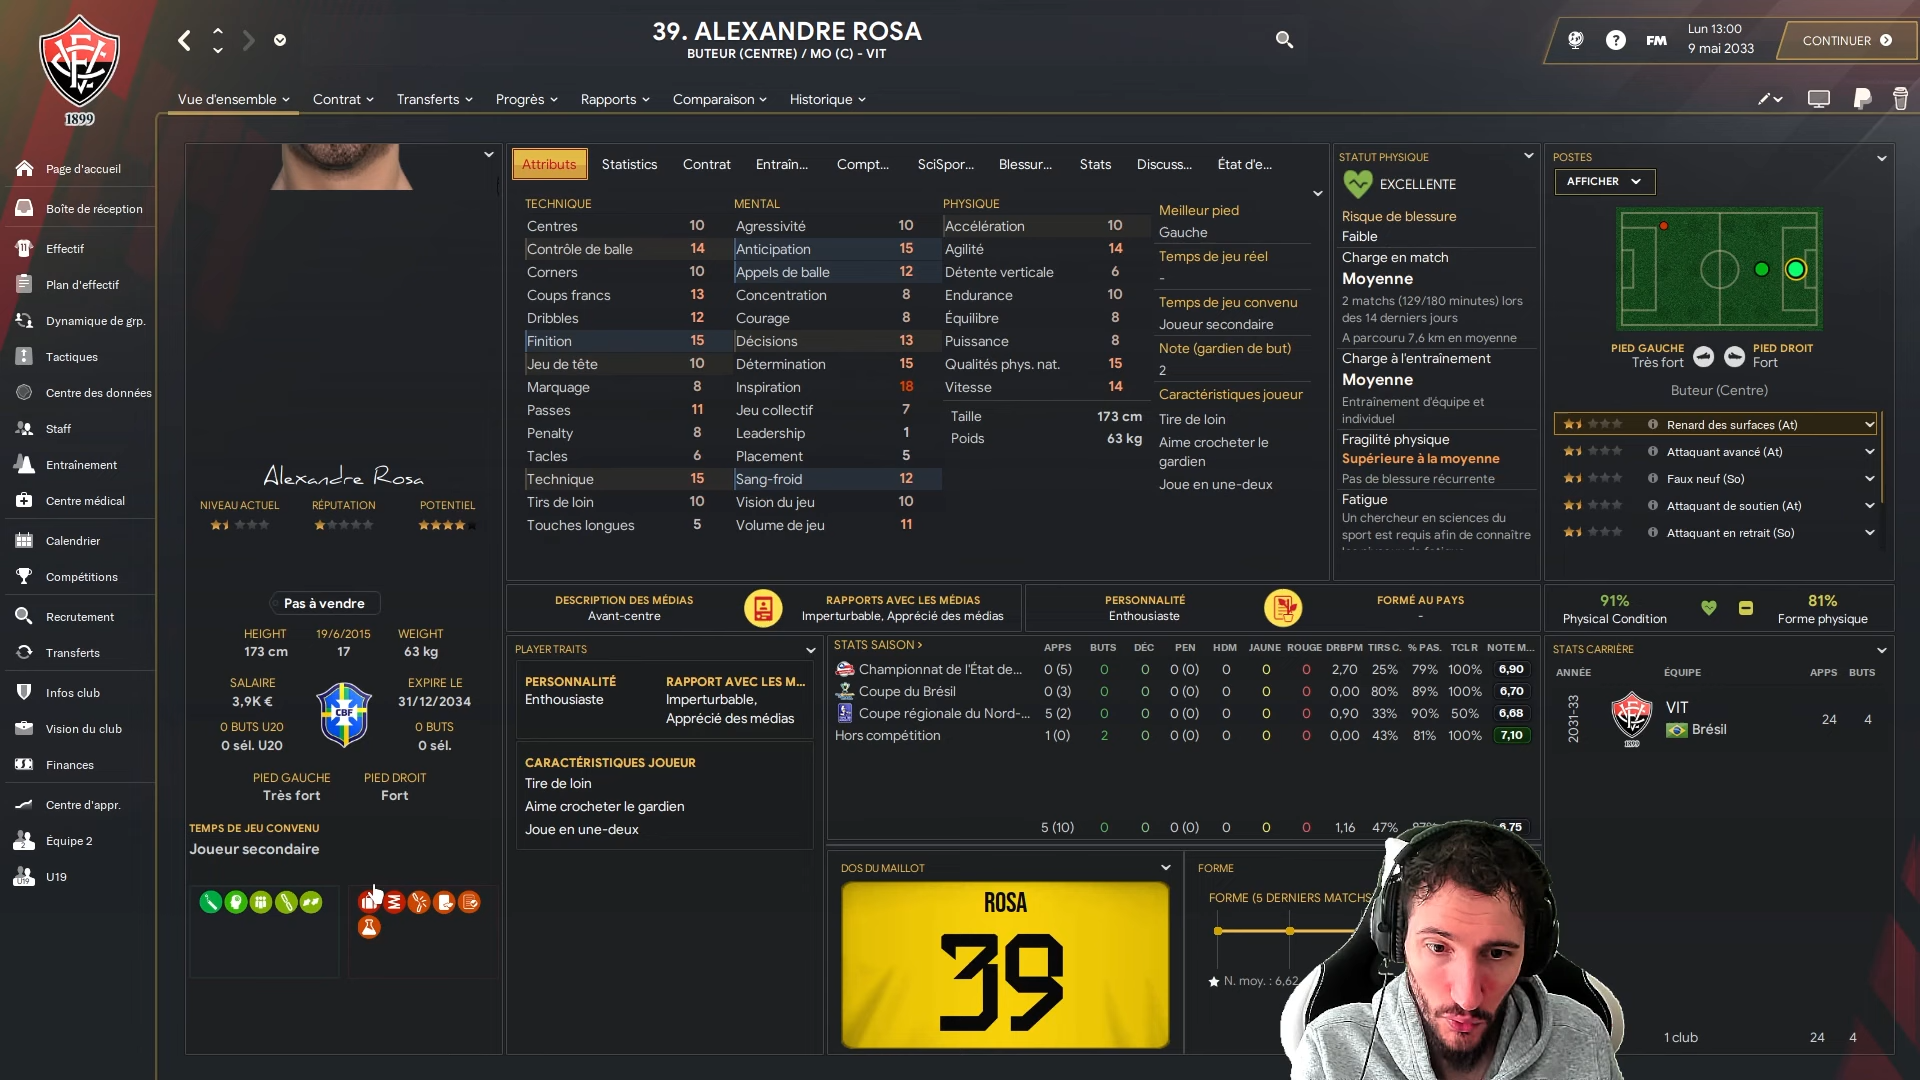 39. ALEXANDRE ROSA
BUTEUR (CENTRE) / MO (C) - VIT
FM
Lun 13:00
9 mai 2033
CONTINUER
1899
Vue d'ensemble
Contrat
Transferts
Progrès
Rapports
Comparaison
Historique
Page d'accueil
Boîte de réception
Effectif
Plan d'effectif
Dynamique de grp.
Tactiques
Centre des données
Staff
Entraînement
Centre médical
Calendrier
Compétitions
Recrutement
Transferts
Infos club
Vision du club
Finances
Centre d'appr.
Équipe 2
U19
Alexandre Rosa
NIVEAU ACTUEL RÉPUTATION POTENTIEL
Pas à vendre
HEIGHT 19/6/2015 WEIGHT
173 cm 17 63 kg
SALAIRE EXPIRE LE
3,9K € 31/12/2034
CBF
0 BUTS U20 0 BUTS
0 sél. U20 0 sél.
PIED GAUCHE PIED DROIT
Très fort Fort
TEMPS DE JEU CONVENU
Joueur secondaire
Attributs Statistics Contrat Entraîn... Compt... SciSpor... Blessur... Stats Discuss... État d'e...
TECHNIQUE MENTAL PHYSIQUE
Centres 10 Agressivité 10 Accélération 10
Contrôle de balle 14 Anticipation 15 Agilité 14
Corners 10 Appels de balle 12 Détente verticale 6
Coups francs 13 Concentration 8 Endurance 10
Dribbles 12 Courage 8 Équilibre 8
Finition 15 Décisions 13 Puissance 8
Jeu de tête 10 Détermination 15 Qualités phys. nat. 15
Marquage 8 Inspiration 18 Vitesse 14
Passes 11 Jeu collectif 7 Taille 173 cm
Penalty 8 Leadership 1 Poids 63 kg
Tacles 6 Placement 5
Technique 15 Sang-froid 12
Tirs de loin 10 Vision du jeu 10
Touches longues 5 Volume de jeu 11
Meilleur pied
Gauche
Temps de jeu réel
-
Temps de jeu convenu
Joueur secondaire
Note (gardien de but)
2
Caractéristiques joueur
Tire de loin
Aime crocheter le
gardien
Joue en une-deux
STATUT PHYSIQUE
EXCELLENTE
Risque de blessure
Faible
Charge en match
Moyenne
2 matchs (129/180 minutes) lors
des 14 derniers jours
A parcouru 7,6 km en moyenne
Charge à l'entraînement
Moyenne
Entraînement d'équipe et
individuel
Fragilité physique
Supérieure à la moyenne
Pas de blessure récurrente
Fatigue
Un chercheur en sciences du
sport est requis afin de connaître
POSTES
AFFICHER
PIED GAUCHE PIED DROIT
Très fort Fort
Buteur (Centre)
Renard des surfaces (At)
Attaquant avancé (At)
Faux neuf (So)
Attaquant de soutien (At)
Attaquant en retrait (So)
DESCRIPTION DES MÉDIAS
Avant-centre
RAPPORTS AVEC LES MÉDIAS
Imperturbable, Apprécié des médias
PERSONNALITÉ
Enthousiaste
FORMÉ AU PAYS
-
91% 81%
Physical Condition Forme physique
PLAYER TRAITS
PERSONNALITÉ RAPPORT AVEC LES M...
Enthousiaste Imperturbable,
Apprécié des médias
CARACTÉRISTIQUES JOUEUR
Tire de loin
Aime crocheter le gardien
Joue en une-deux
STATS SAISON > APPS BUTS DÉC PEN HDM JAUNE ROUGE DRBPM TIRS C. % PAS. TCL R NOTE M...
Championnat de l'État de... 0 (5) 0 0 0 (0) 0 0 0 2,70 25% 79% 100% 6,90
Coupe du Brésil 0 (3) 0 0 0 (0) 0 0 0 0,00 80% 89% 100% 6,70
Coupe régionale du Nord-... 5 (2) 0 0 0 (0) 0 0 0 0,90 33% 90% 50% 6,68
Hors compétition 1 (0) 2 0 0 (0) 0 0 0 0,00 43% 81% 100% 7,10
5 (10) 0 0 0 (0) 0 0 0 1,16 47% 6,75
STATS CARRIÈRE
ANNÉE ÉQUIPE APPS BUTS
2031-33 VIT 24 4
Brésil
1 club 24 4
DOS DU MAILLOT
ROSA
39
FORME
FORME (5 DERNIERS MATCHS
N. moy. : 6,62